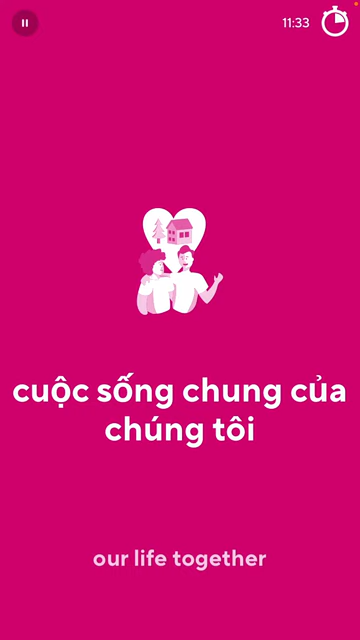 11:33
cuộc sống chung của
chúng tôi
our life together